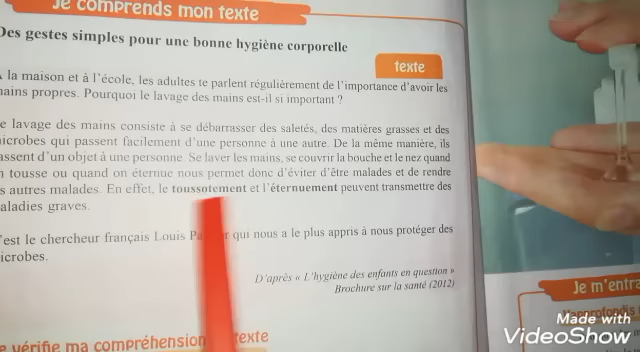 Je comprends mon texte
Des gestes simples pour une bonne hygiène corporelle
texte
la maison et à l'école, les adultes te parlent régulièrement de l'importance d'avoir les
mains propres. Pourquoi le lavage des mains est-il si important ?
e lavage des mains consiste à se débarrasser des saletés, des matières grasses et des
microbes qui passent facilement d'une personne à une autre. De la même manière, ils
passent d'un objet à une personne. Se laver les mains, se couvrir la bouche et le nez quand
tousse ou quand on éternue nous permet donc d'éviter d'être malades et de rendre
s autres malades. En effet, le toussotement et l'éternuement peuvent transmettre des
maladies graves.
'est le chercheur français Louis qui nous a le plus appris à nous protéger des
microbes.
D'après « L'hygiène des enfants en question »
Brochure sur la santé (2012)
Je m'entra
J'approfondis
e vérifie ma compréhension texte
Made with
VideoShow